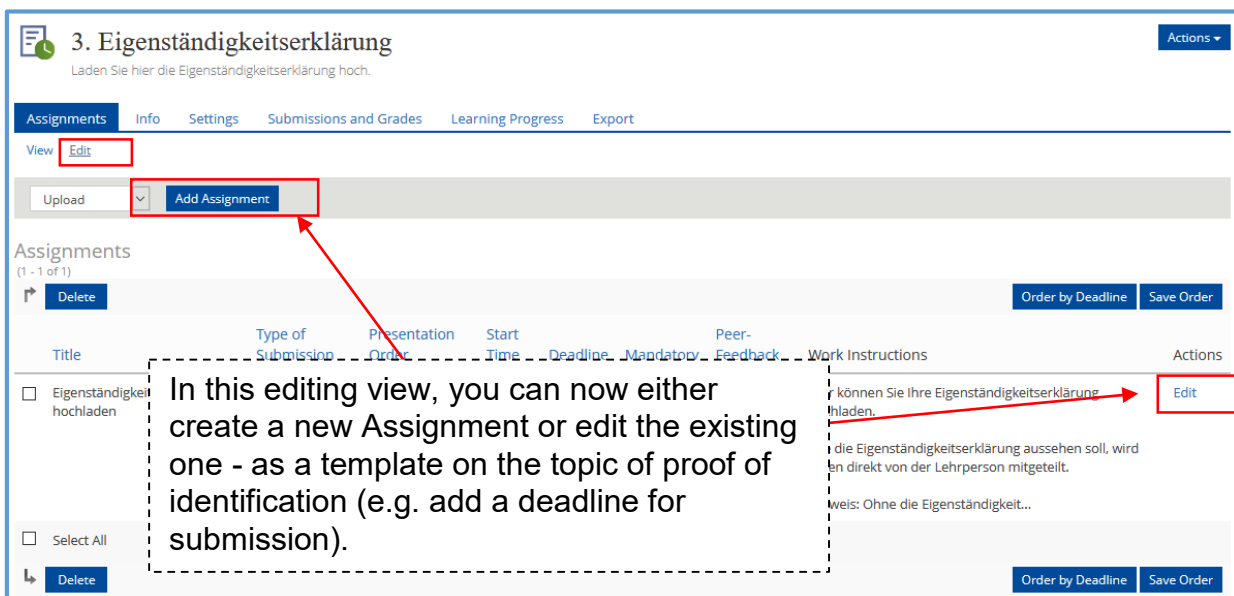 3. Eigenständigkeitserklärung
Actions
Laden Sie hier die Eigenständigkeitserklärung hoch.
Assignments Info Settings Submissions and Grades Learning Progress Export
View Edit
Upload Add Assignment
Assignments
(1 - 1 of 1)
Delete Order by Deadline Save Order
Type of Presentation Start Peer-
Title Submission Order Time Deadline Mandatory Feedback Work Instructions Actions
können Sie Ihre Eigenständigkeitserklärung Edit
hochladen
die Eigenständigkeitserklärung aussehen soll, wird
direkt von der Lehrperson mitgeteilt.
Ohne die Eigenständigkeit...
In this editing view, you can now either
create a new Assignment or edit the existing
one - as a template on the topic of proof of
identification (e.g. add a deadline for
submission).
Select All
Delete Order by Deadline Save Order